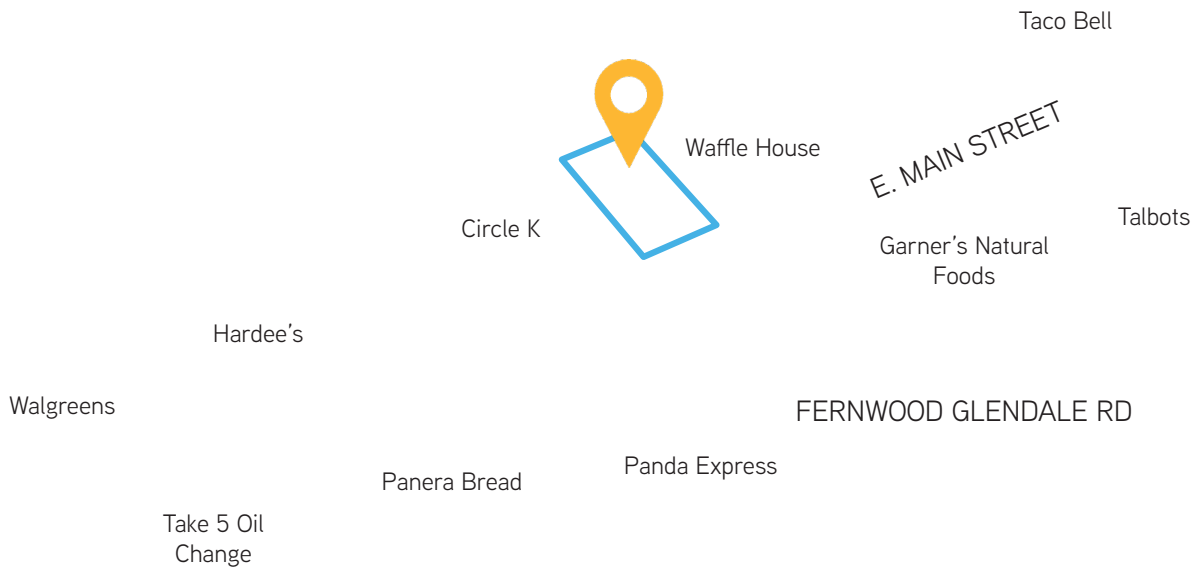 Taco Bell
E. MAIN STREET
Waffle House
Talbots
Circle K
Garner's Natural
Foods
Hardee's
Walgreens
FERNWOOD GLENDALE RD
Panda Express
Panera Bread
Take 5 Oil
Change